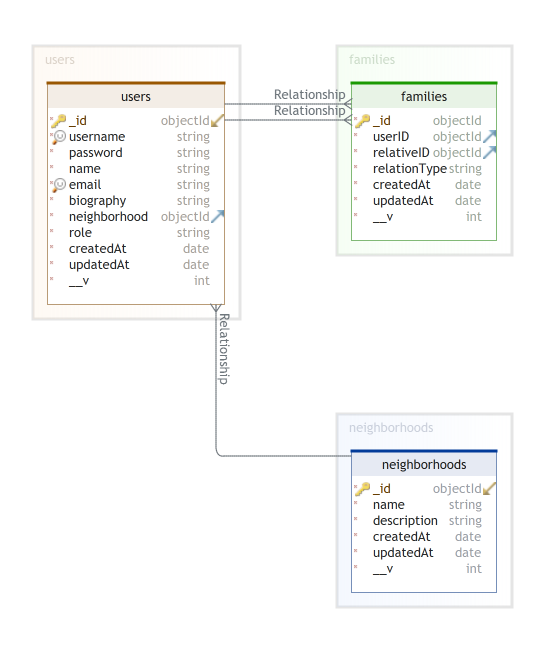 users
users
_id objectId
username string
password string
name string
email string
biography string
neighborhood objectId
role string
createdAt date
updatedAt date
__v int
Relationship
Relationship
families
families
_id objectId
userID objectId
relativeID objectId
relationType string
createdAt date
updatedAt date
__v int
Relationship
neighborhoods
neighborhoods
_id objectId
name string
description string
createdAt date
updatedAt date
__v int